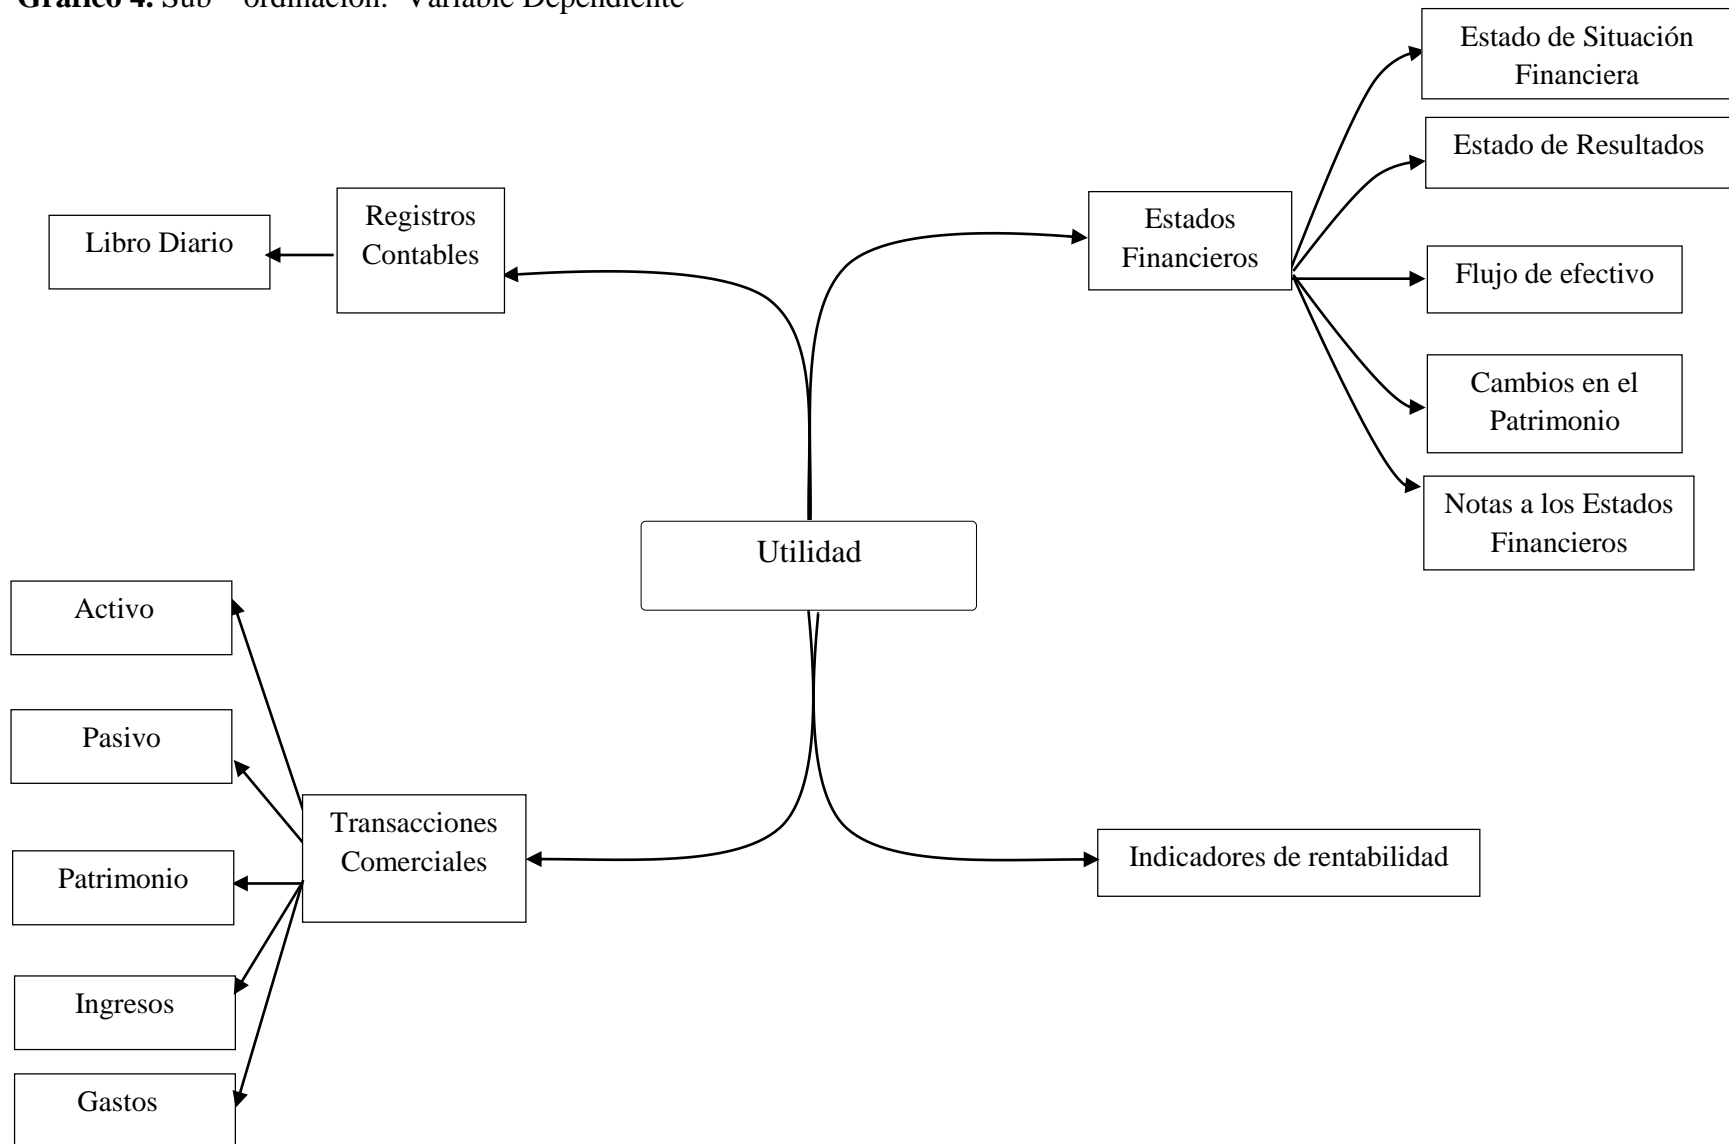 Gráfico 4. Sub – ordinación: Variable Dependiente
Estado de Situación
Financiera
Estado de Resultados
Registros
Contables
Libro Diario
Estados
Financieros
Flujo de efectivo
Cambios en el
Patrimonio
Notas a los Estados
Financieros
Utilidad
Activo
Pasivo
Transacciones
Comerciales
Patrimonio
Indicadores de rentabilidad
Ingresos
Gastos